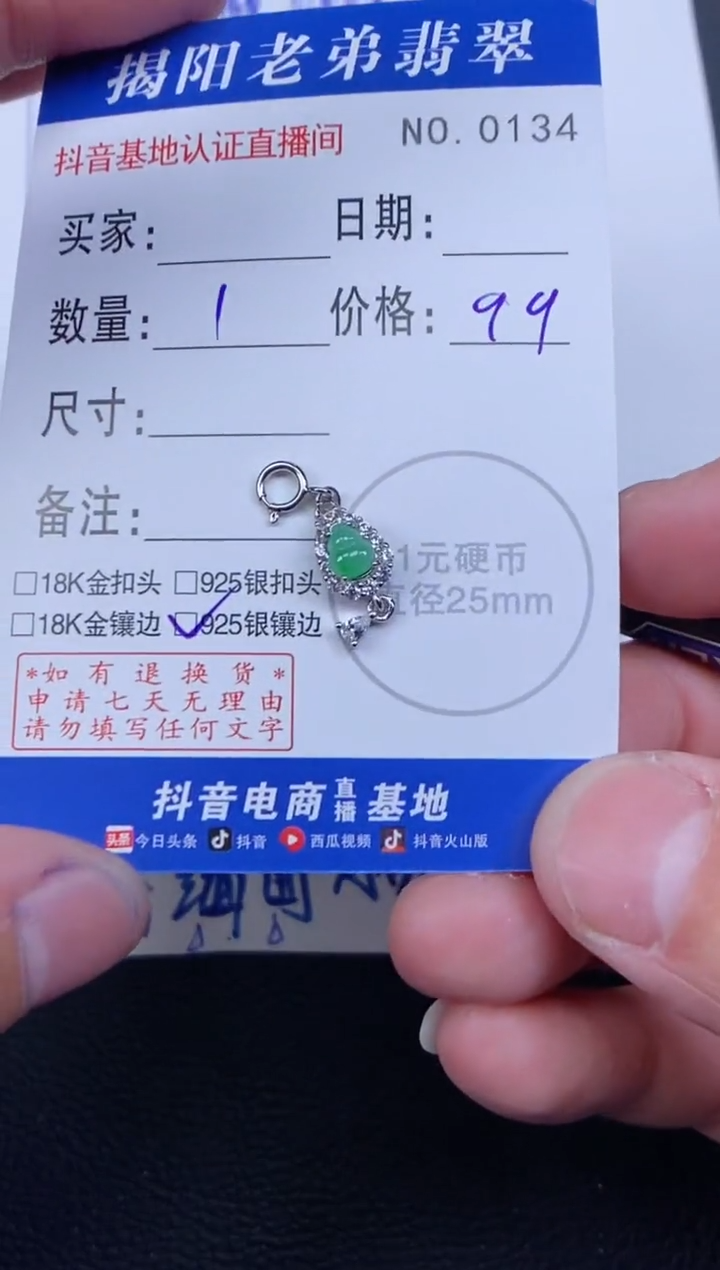 揭阳老弟翡翠
抖音基地认证直播间 NO. 0134
买家: 日期:
数量: 1 价格: 99
尺寸:
备注:
1元硬币
径25mm
□18K金扣头 □925银扣头
□18K金镶边 ☑925银镶边
*如有退换货*
申请七天无理由
请勿填写任何文字
抖音电商直播基地
头条 今日头条 抖音 西瓜视频 抖音火山版